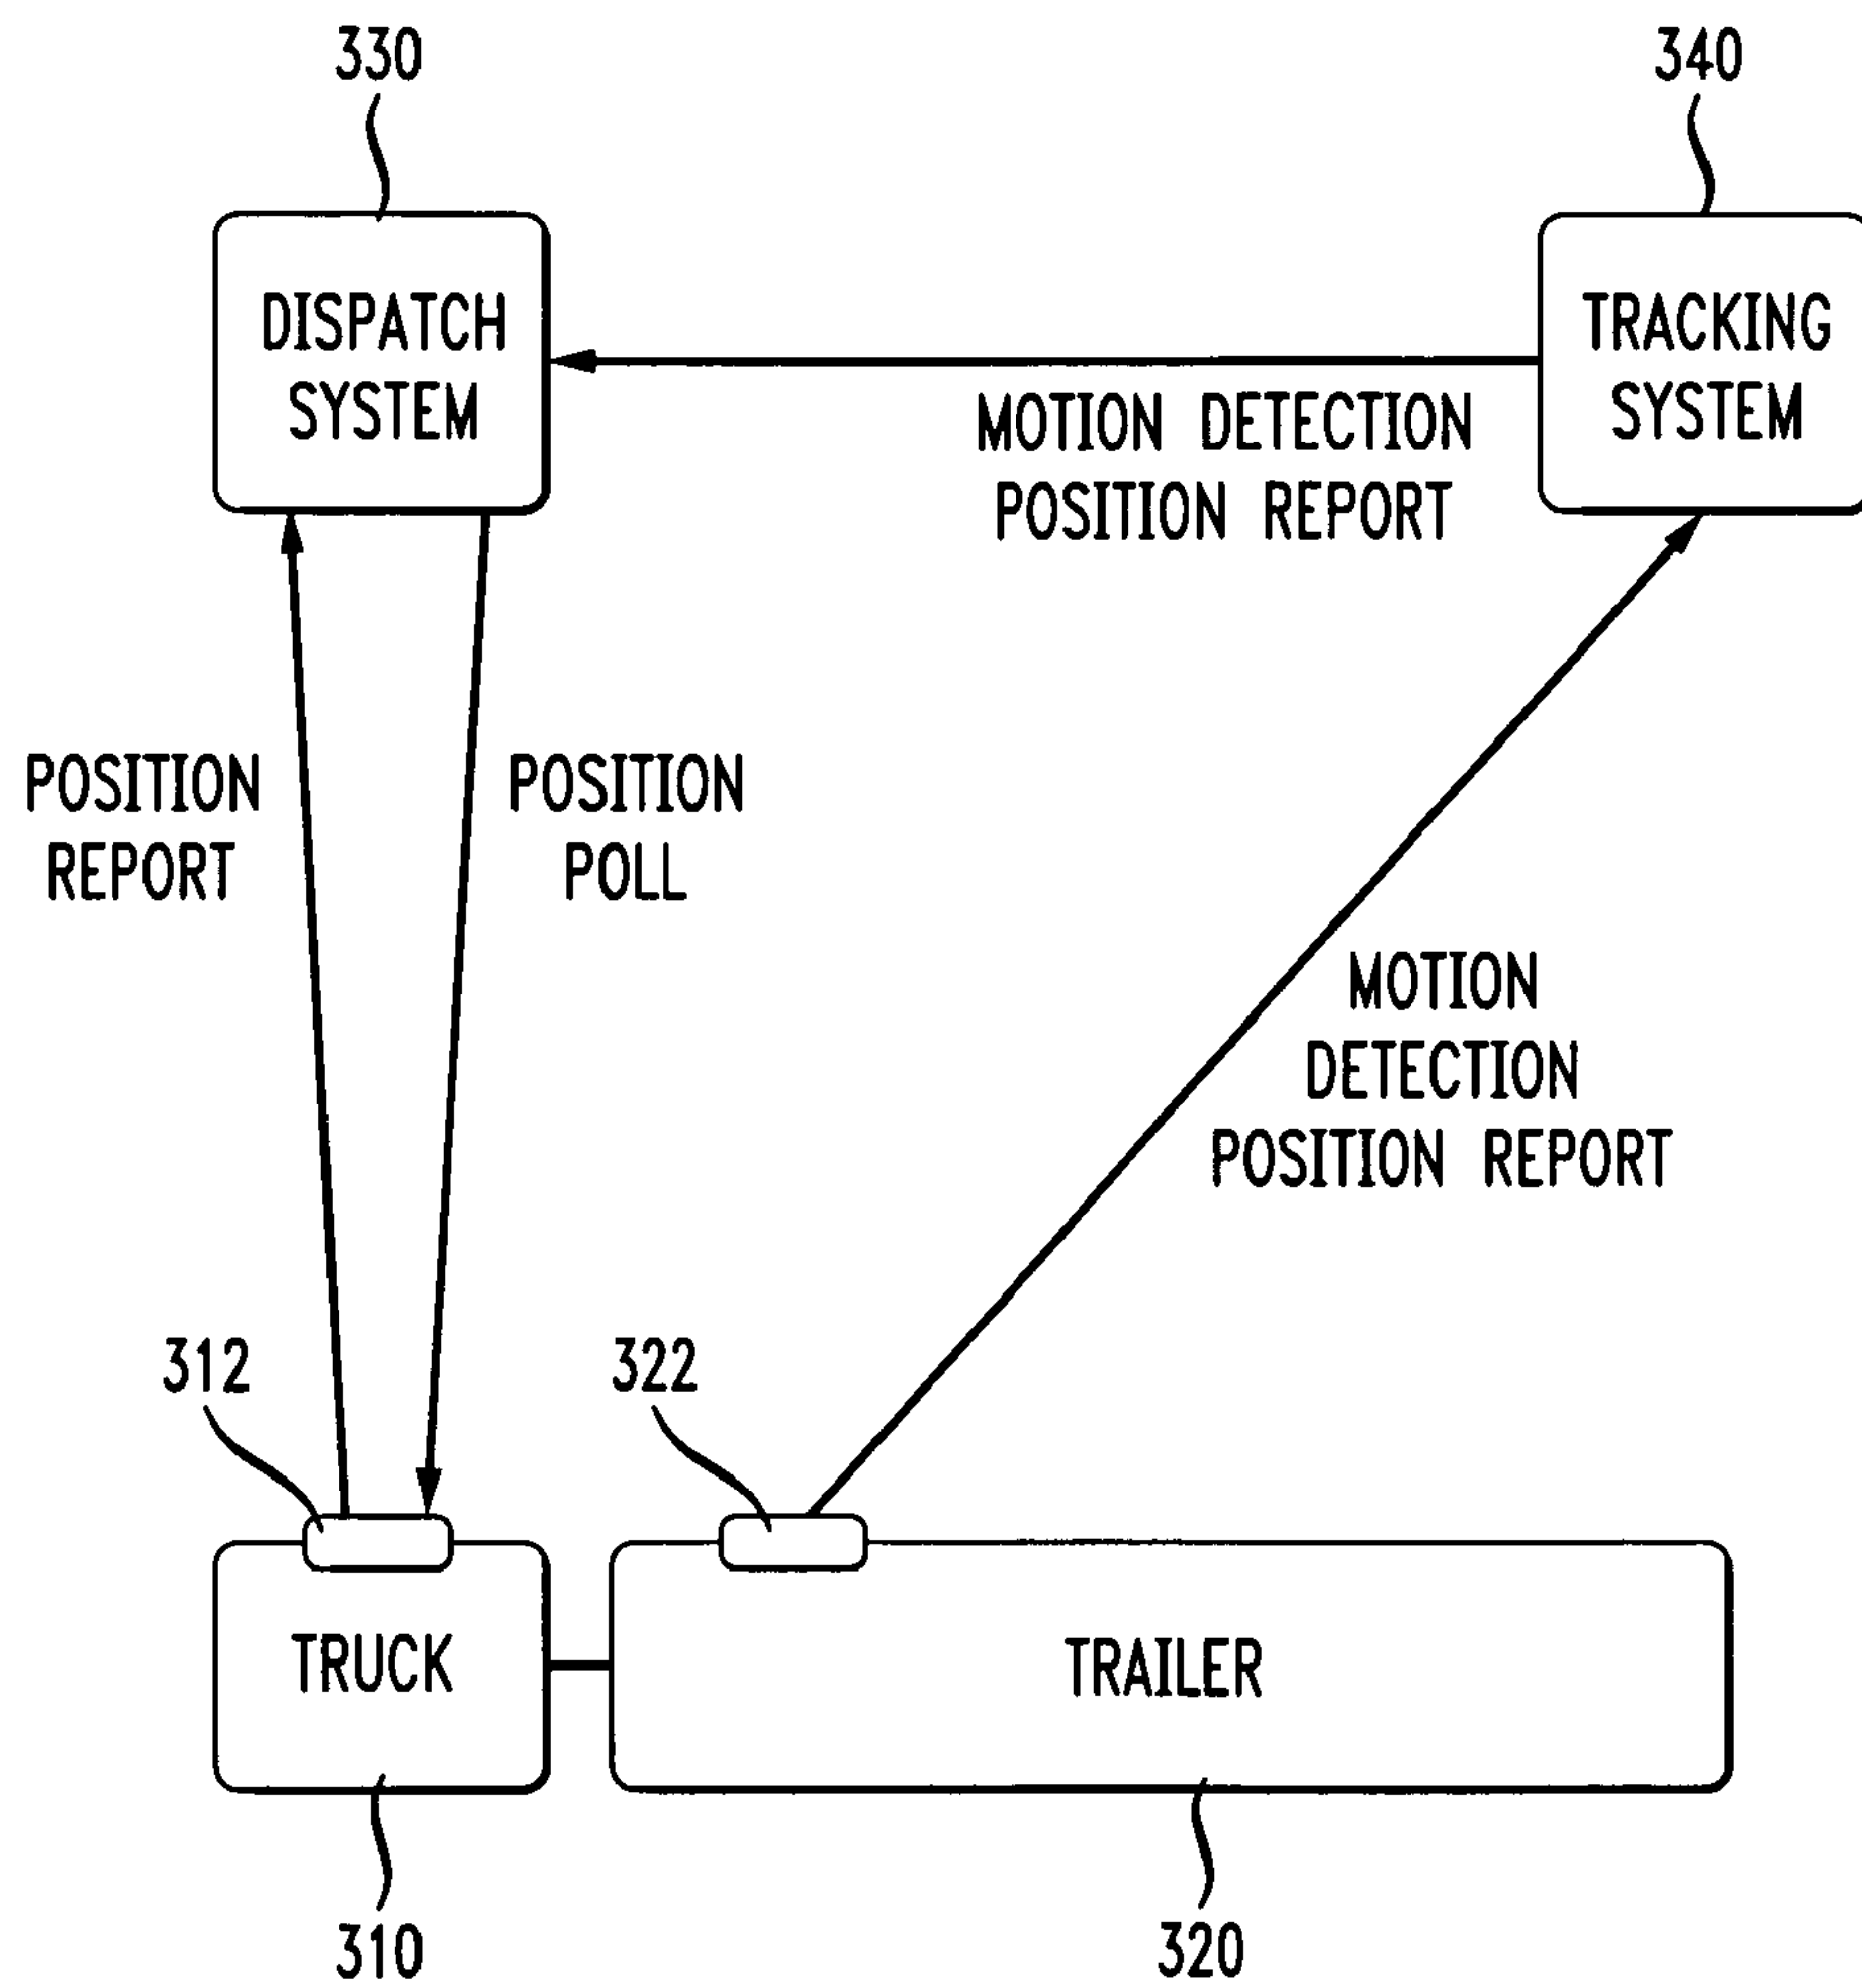 330
340
DISPATCH
SYSTEM
TRACKING
SYSTEM
MOTION DETECTION
POSITION REPORT
POSITION
REPORT
POSITION
POLL
MOTION
DETECTION
POSITION REPORT
312
322
TRUCK
TRAILER
310
320